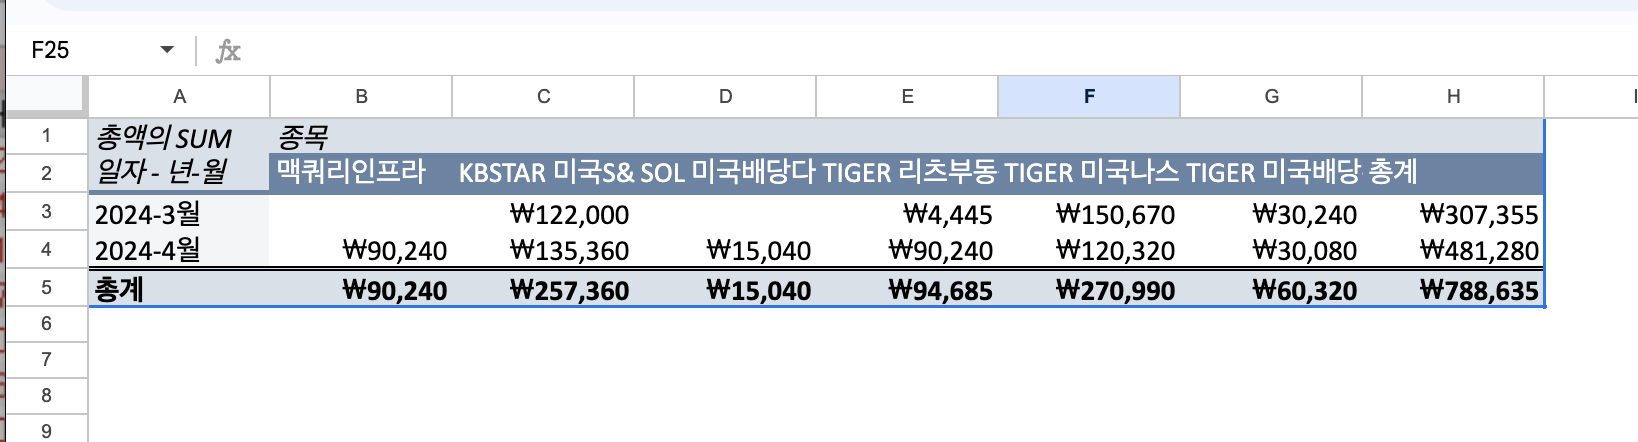 F25 fx
A B C D E F G H
1 총액의 SUM 종목
2 일자 - 년-월 맥쿼리인프라 KBSTAR 미국S& SOL 미국배당다 TIGER 리츠부동 TIGER 미국나스 TIGER 미국배당 총계
3 2024-3월 ₩122,000 ₩4,445 ₩150,670 ₩30,240 ₩307,355
4 2024-4월 ₩90,240 ₩135,360 ₩15,040 ₩90,240 ₩120,320 ₩30,080 ₩481,280
5 총계 ₩90,240 ₩257,360 ₩15,040 ₩94,685 ₩270,990 ₩60,320 ₩788,635
6
7
8
9